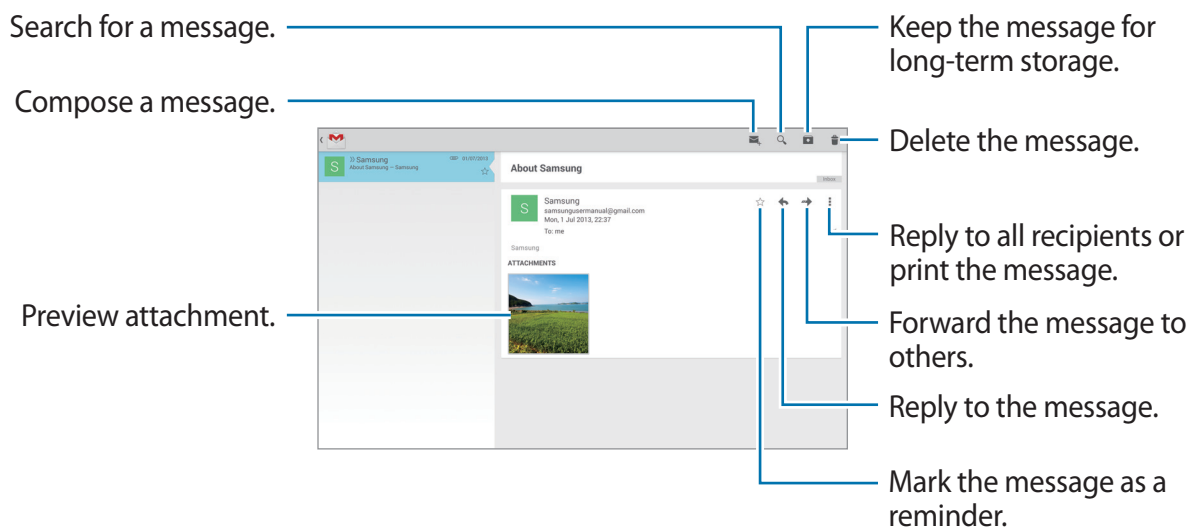 Search for a message.
Compose a message.
Preview attachment.
Keep the message for
long-term storage.
Delete the message.
Reply to all recipients or
print the message.
Forward the message to
others.
Reply to the message.
Mark the message as a
reminder.
S
Samsung
01/07/2013
About Samsung – Samsung
About Samsung
Inbox
S
Samsung
samsungusermanual@gmail.com
Mon, 1 Jul 2013, 22:37
To: me
Samsung
ATTACHMENTS